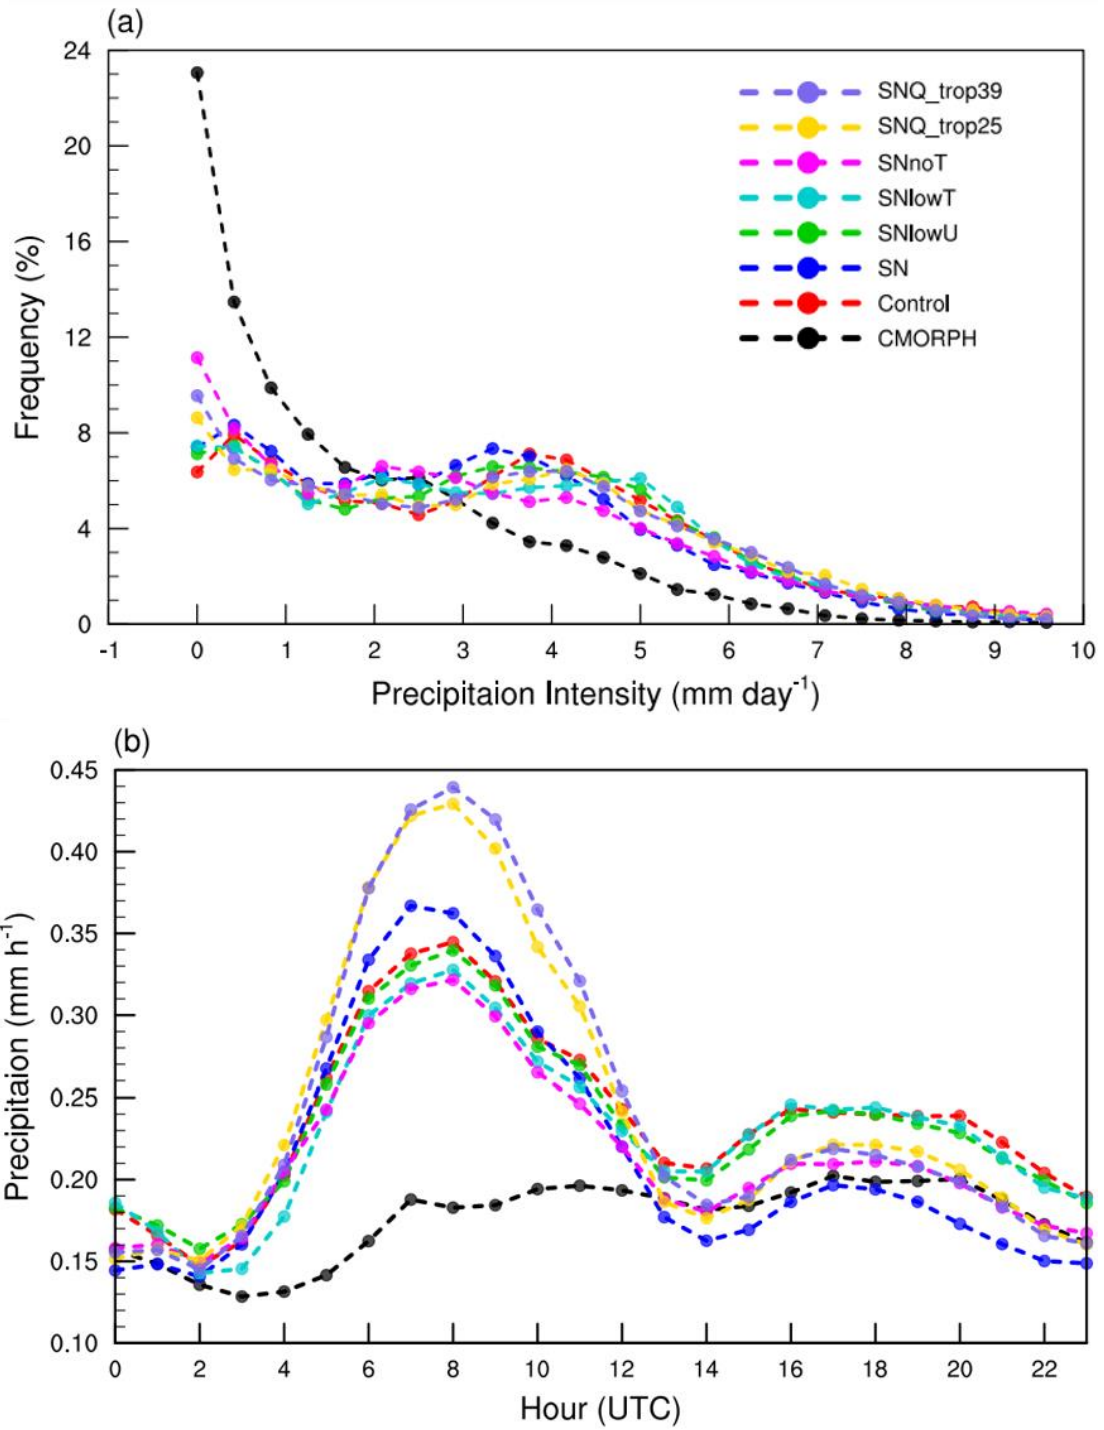 (a)
24
20
16
12
8
4
0
Frequency (%)
SNQ_trop39
SNQ_trop25
SNnoT
SNlowT
SNlowU
SN
Control
CMORPH
-1 0 1 2 3 4 5 6 7 8 9 10
Precipitaion Intensity (mm day-1)
(b)
0.45
0.40
0.35
0.30
0.25
0.20
0.15
0.10
Precipitaion (mm h-1)
0 2 4 6 8 10 12 14 16 18 20 22
Hour (UTC)